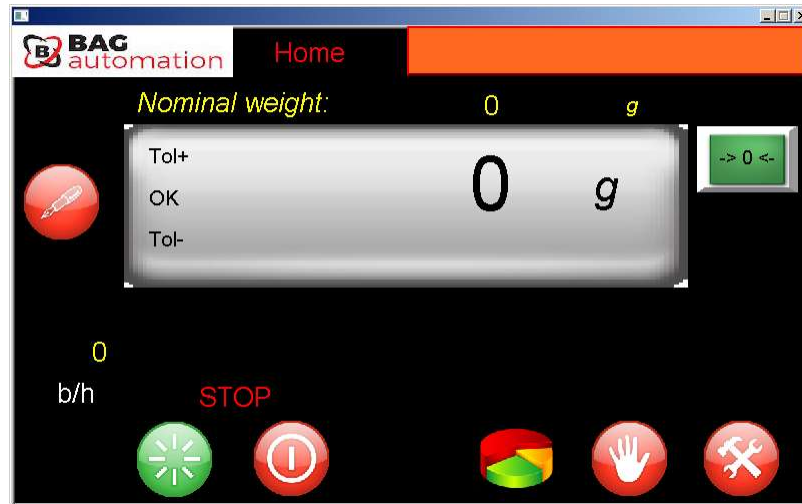 BAG
automation
Home
Nominal weight: 0 g
Tol+
OK
Tol-
0 g
-> 0 <-
0
b/h
STOP